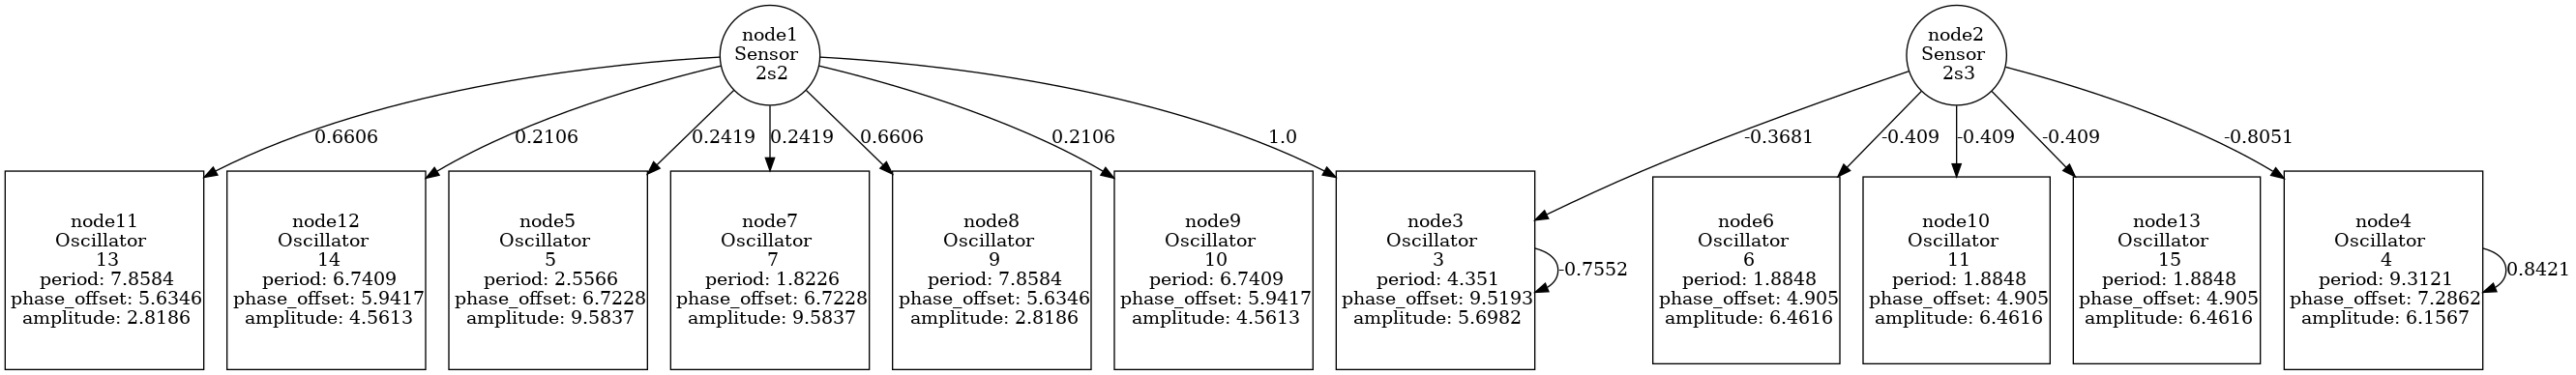 node1
Sensor
2s2
node2
Sensor
2s3
0.6606
0.2106
0.2419
0.2419
0.6606
0.2106
1.0
-0.3681
-0.409
-0.409
-0.409
-0.8051
node11
Oscillator
13
period: 7.8584
phase_offset: 5.6346
amplitude: 2.8186
node12
Oscillator
14
period: 6.7409
phase_offset: 5.9417
amplitude: 4.5613
node5
Oscillator
5
period: 2.5566
phase_offset: 6.7228
amplitude: 9.5837
node7
Oscillator
7
period: 1.8226
phase_offset: 6.7228
amplitude: 9.5837
node8
Oscillator
9
period: 7.8584
phase_offset: 5.6346
amplitude: 2.8186
node9
Oscillator
10
period: 6.7409
phase_offset: 5.9417
amplitude: 4.5613
node3
Oscillator
3
period: 4.351
phase_offset: 9.5193
amplitude: 5.6982
-0.7552
node6
Oscillator
6
period: 1.8848
phase_offset: 4.905
amplitude: 6.4616
node10
Oscillator
11
period: 1.8848
phase_offset: 4.905
amplitude: 6.4616
node13
Oscillator
15
period: 1.8848
phase_offset: 4.905
amplitude: 6.4616
node4
Oscillator
4
period: 9.3121
phase_offset: 7.2862
amplitude: 6.1567
0.8421